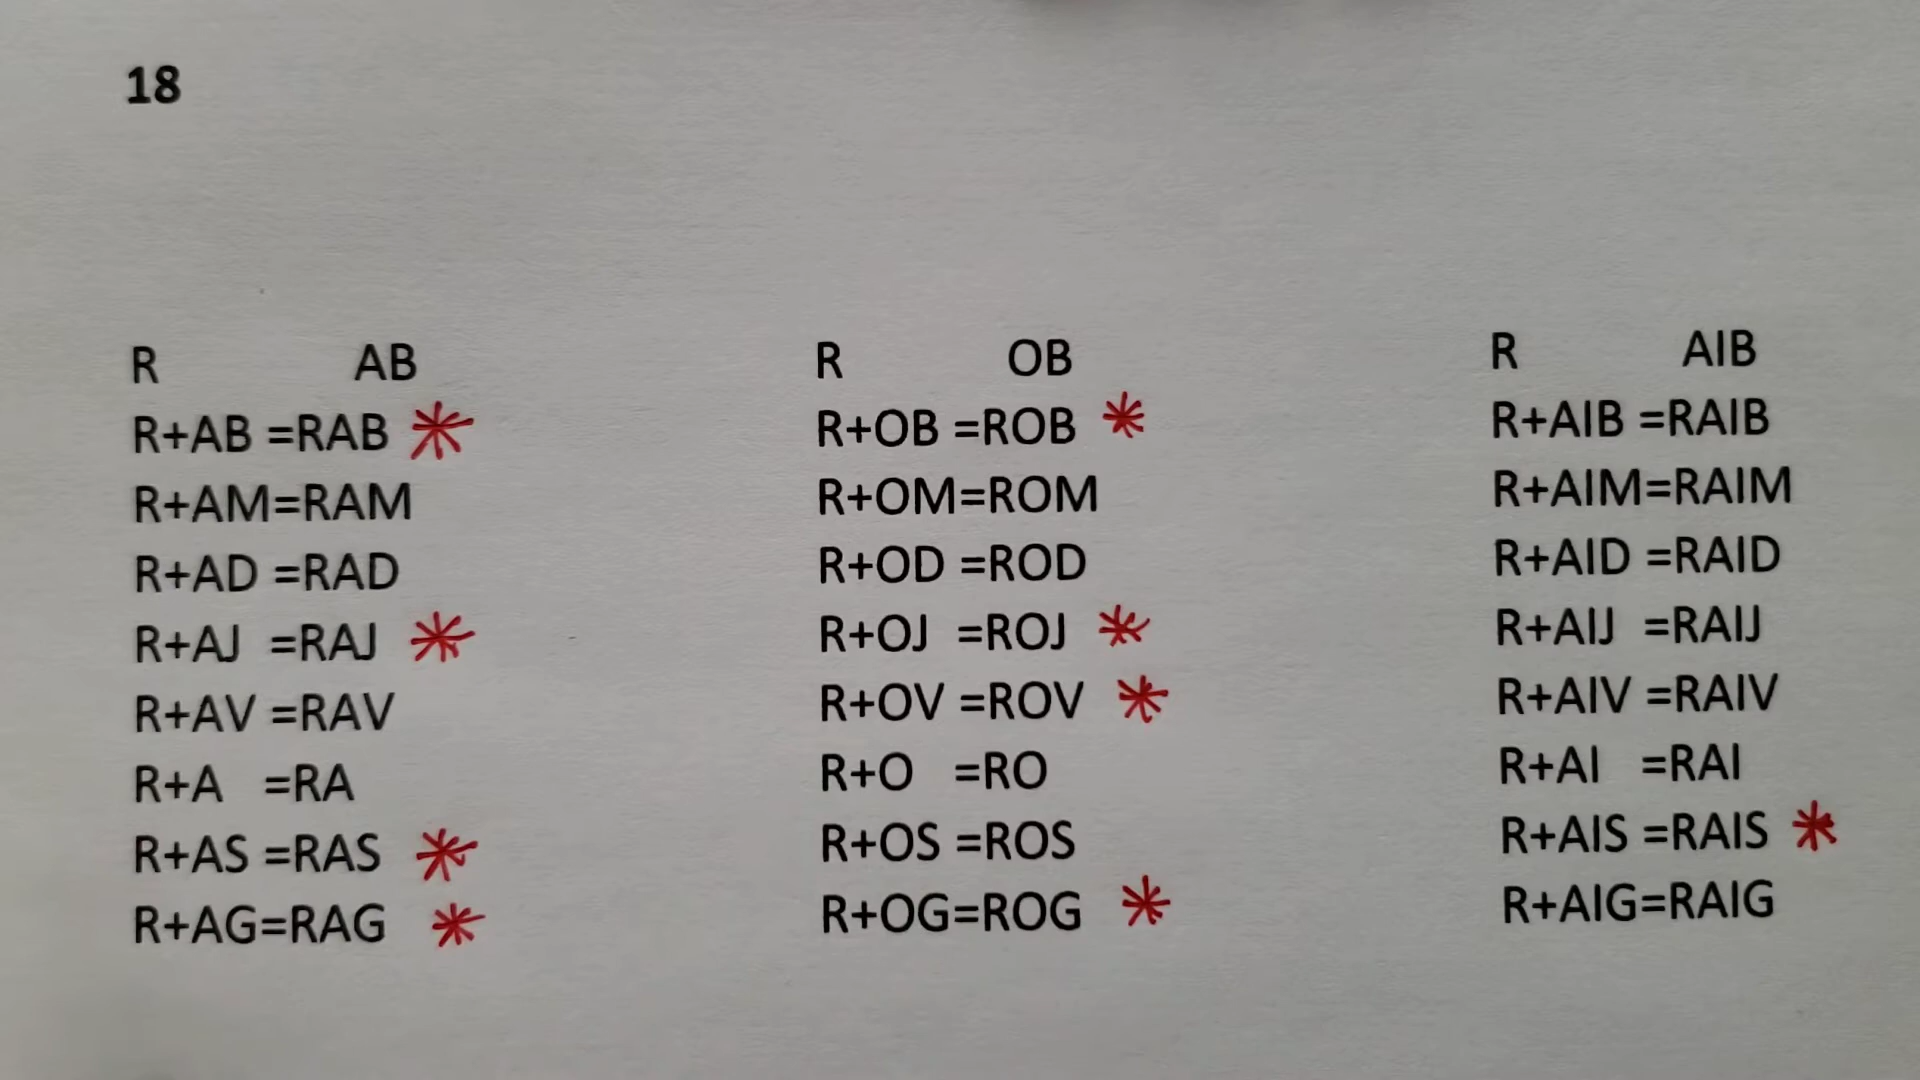 18
R AB
R+AB =RAB *
R+AM=RAM
R+AD =RAD
R+AJ =RAJ *
R+AV =RAV
R+A =RA
R+AS =RAS *
R+AG=RAG *
R OB
R+OB =ROB *
R+OM=ROM
R+OD =ROD
R+OJ =ROJ *
R+OV =ROV *
R+O =RO
R+OS =ROS
R+OG=ROG *
R AIB
R+AIB =RAIB
R+AIM=RAIM
R+AID =RAID
R+AIJ =RAIJ
R+AIV =RAIV
R+AI =RAI
R+AIS =RAIS *
R+AIG=RAIG